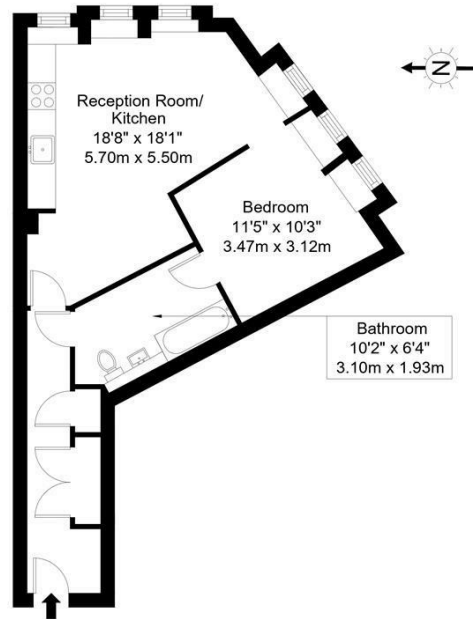 N
Reception Room/
Kitchen
18'8" x 18'1"
5.70m x 5.50m
Bedroom
11'5" x 10'3"
3.47m x 3.12m
Bathroom
10'2" x 6'4"
3.10m x 1.93m